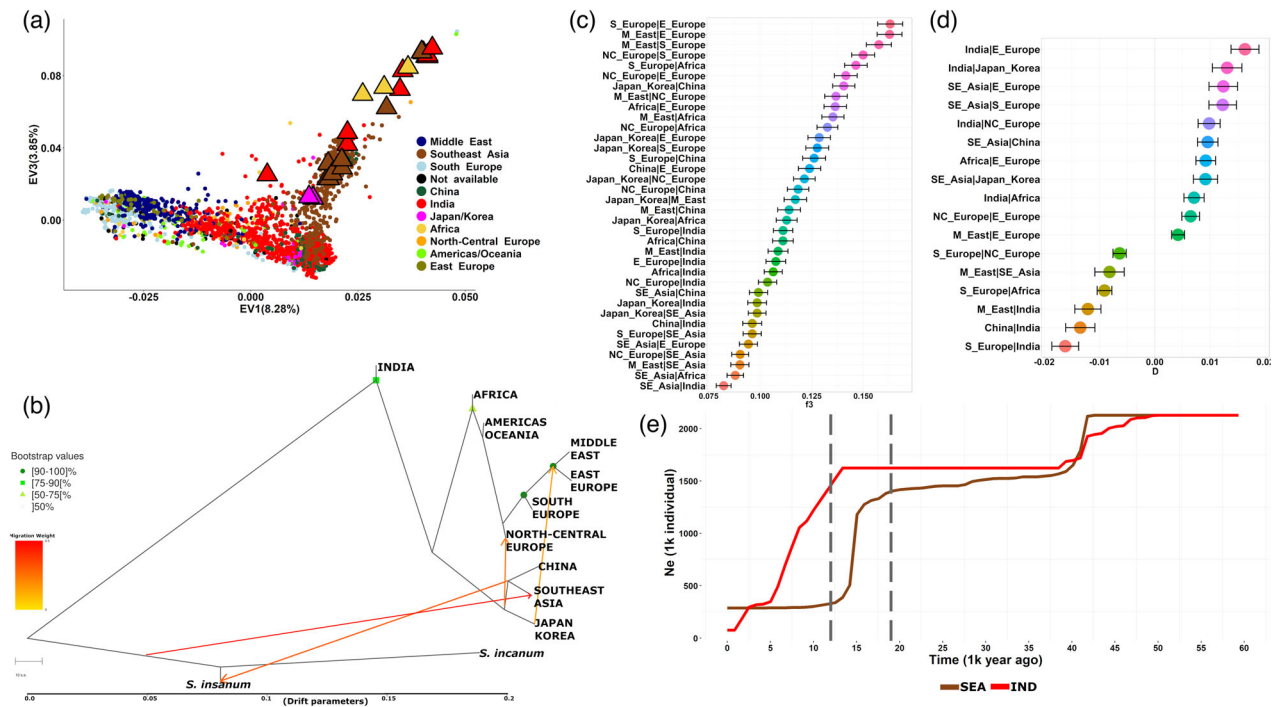 (a)
EV3(3.85%)
0.08
0.04
0.00
-0.025
0.000
0.025
0.050
EV1(8.28%)
Middle East
Southeast Asia
South Europe
Not available
China
India
Japan/Korea
Africa
North-Central Europe
Americas/Oceania
East Europe
(b)
Bootstrap values
[90-100]%
[75-90[%
[50-75[%
]50%
Migration Weight
0.5
0
10 s.e.
INDIA
AFRICA
AMERICAS
OCEANIA
MIDDLE
EAST
EAST
EUROPE
SOUTH
EUROPE
NORTH-CENTRAL
EUROPE
CHINA
SOUTHEAST
ASIA
JAPAN
KOREA
S. incanum
S. insanum
0.0
0.05
0.1
0.15
0.2
(Drift parameters)
(c)
S_Europe|E_Europe
M_East|E_Europe
M_East|S_Europe
NC_Europe|S_Europe
S_Europe|Africa
NC_Europe|E_Europe
Japan_Korea|China
M_East|NC_Europe
Africa|E_Europe
M_East|Africa
NC_Europe|Africa
Japan_Korea|E_Europe
Japan_Korea|S_Europe
S_Europe|China
China|E_Europe
Japan_Korea|NC_Europe
NC_Europe|China
Japan_Korea|M_East
M_East|China
Japan_Korea|Africa
S_Europe|India
Africa|China
M_East|India
E_Europe|India
Africa|India
NC_Europe|India
SE_Asia|China
Japan_Korea|India
Japan_Korea|SE_Asia
China|India
S_Europe|SE_Asia
SE_Asia|E_Europe
NC_Europe|SE_Asia
M_East|SE_Asia
SE_Asia|Africa
SE_Asia|India
0.075
0.100
0.125
0.150
f3
(d)
India|E_Europe
India|Japan_Korea
SE_Asia|E_Europe
SE_Asia|S_Europe
India|NC_Europe
SE_Asia|China
Africa|E_Europe
SE_Asia|Japan_Korea
India|Africa
NC_Europe|E_Europe
M_East|E_Europe
S_Europe|NC_Europe
M_East|SE_Asia
S_Europe|Africa
M_East|India
China|India
S_Europe|India
-0.02
-0.01
0.00
0.01
D
(e)
Ne (1k individual)
2000
1500
1000
500
0
0
5
10
15
20
25
30
35
40
45
50
55
60
Time (1k year ago)
SEA
IND